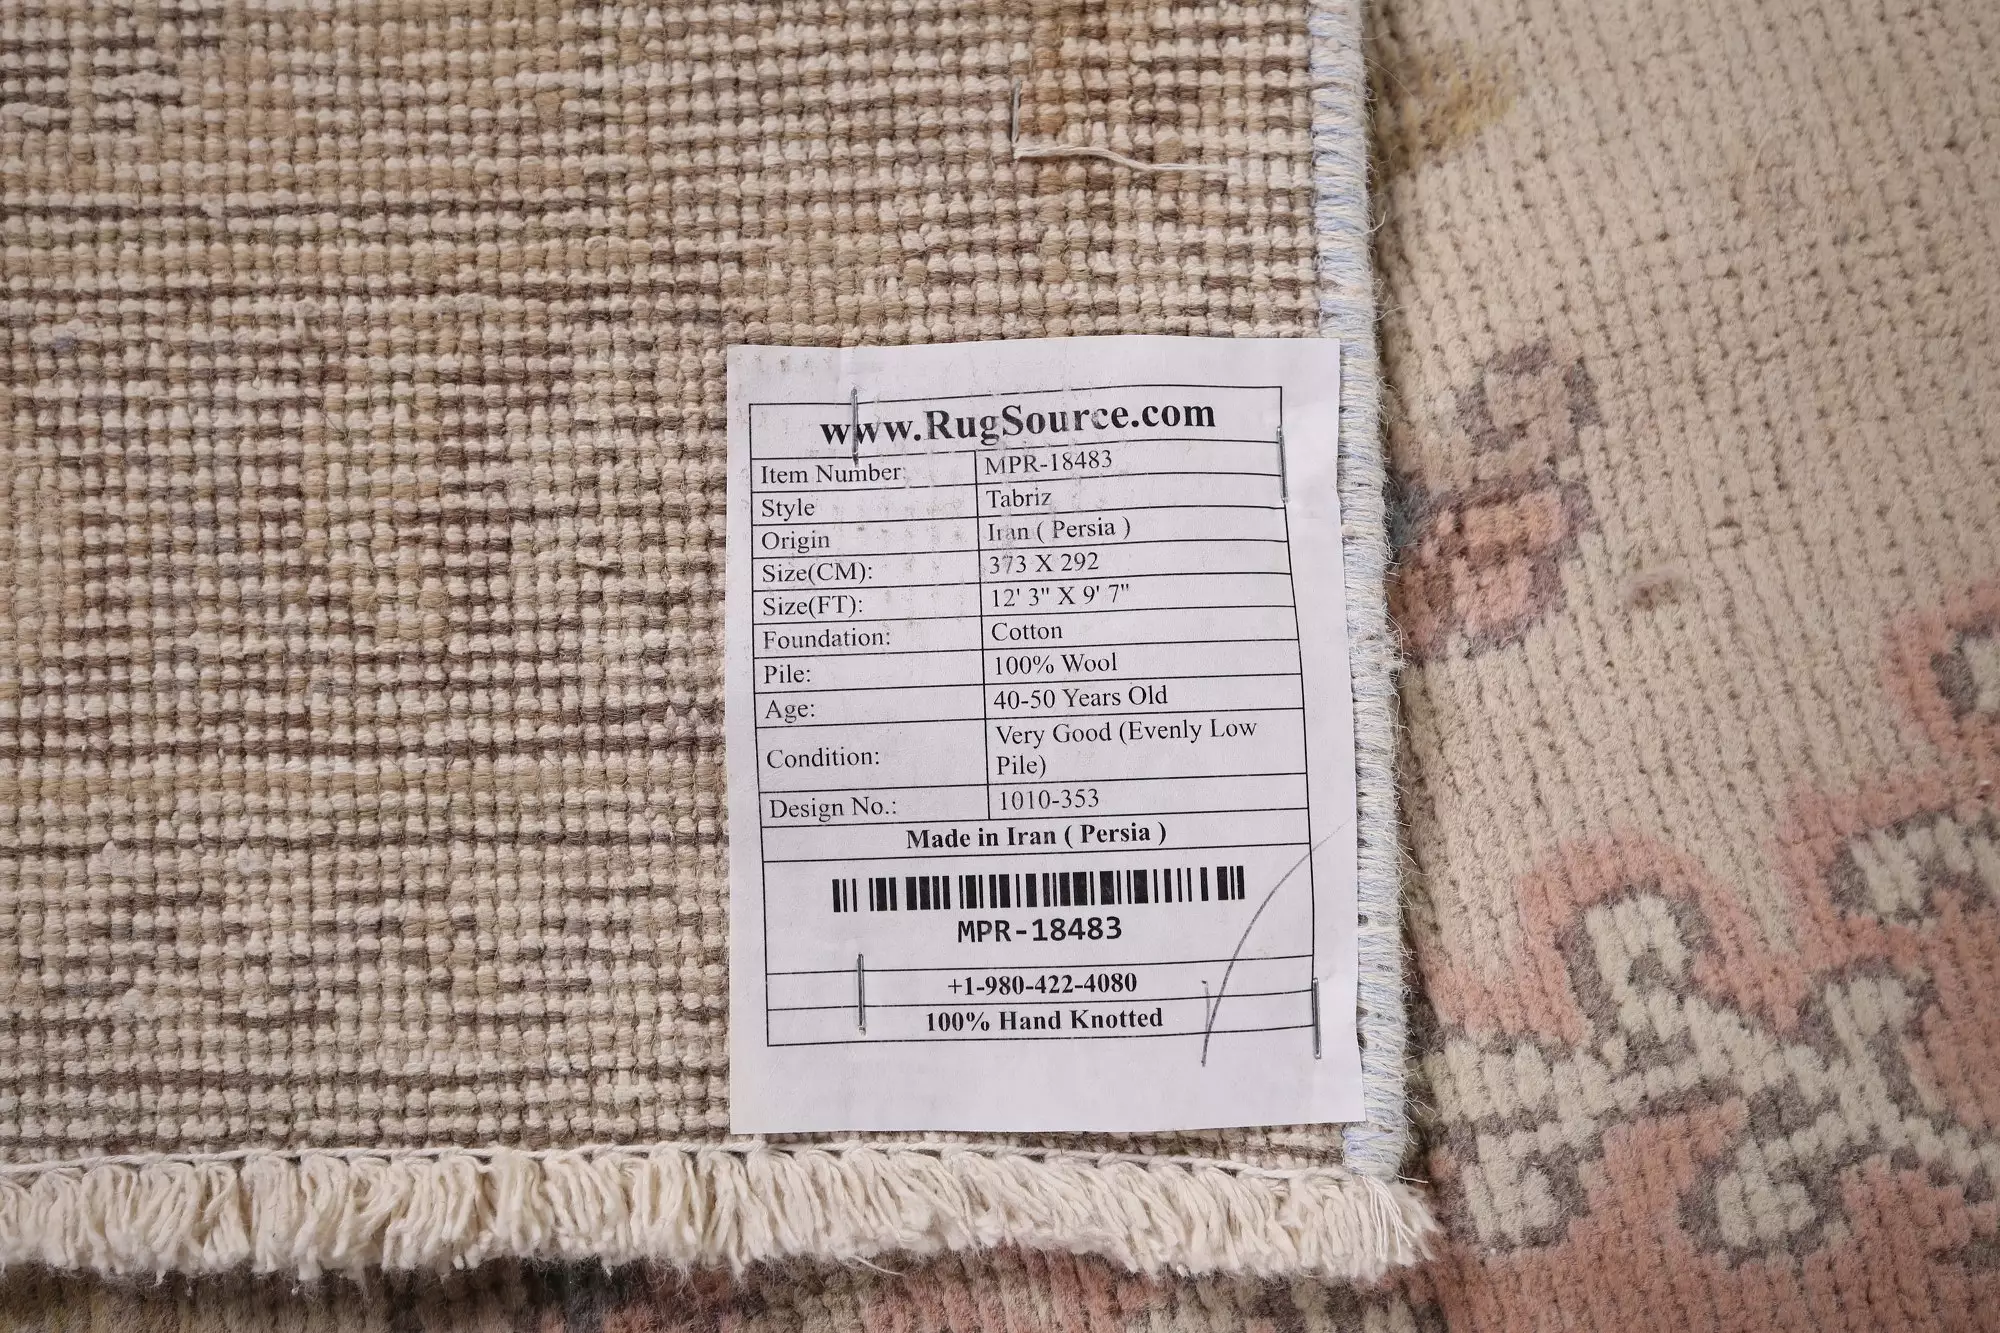 www.RugSource.com
Item Number: MPR-18483
Style Tabriz
Origin Iran ( Persia )
Size(CM): 373 X 292
Size(FT): 12' 3" X 9' 7"
Foundation: Cotton
Pile: 100% Wool
Age: 40-50 Years Old
Condition: Very Good (Evenly Low
Pile)
Design No.: 1010-353
Made in Iran ( Persia )
MPR-18483
+1-980-422-4080
100% Hand Knotted